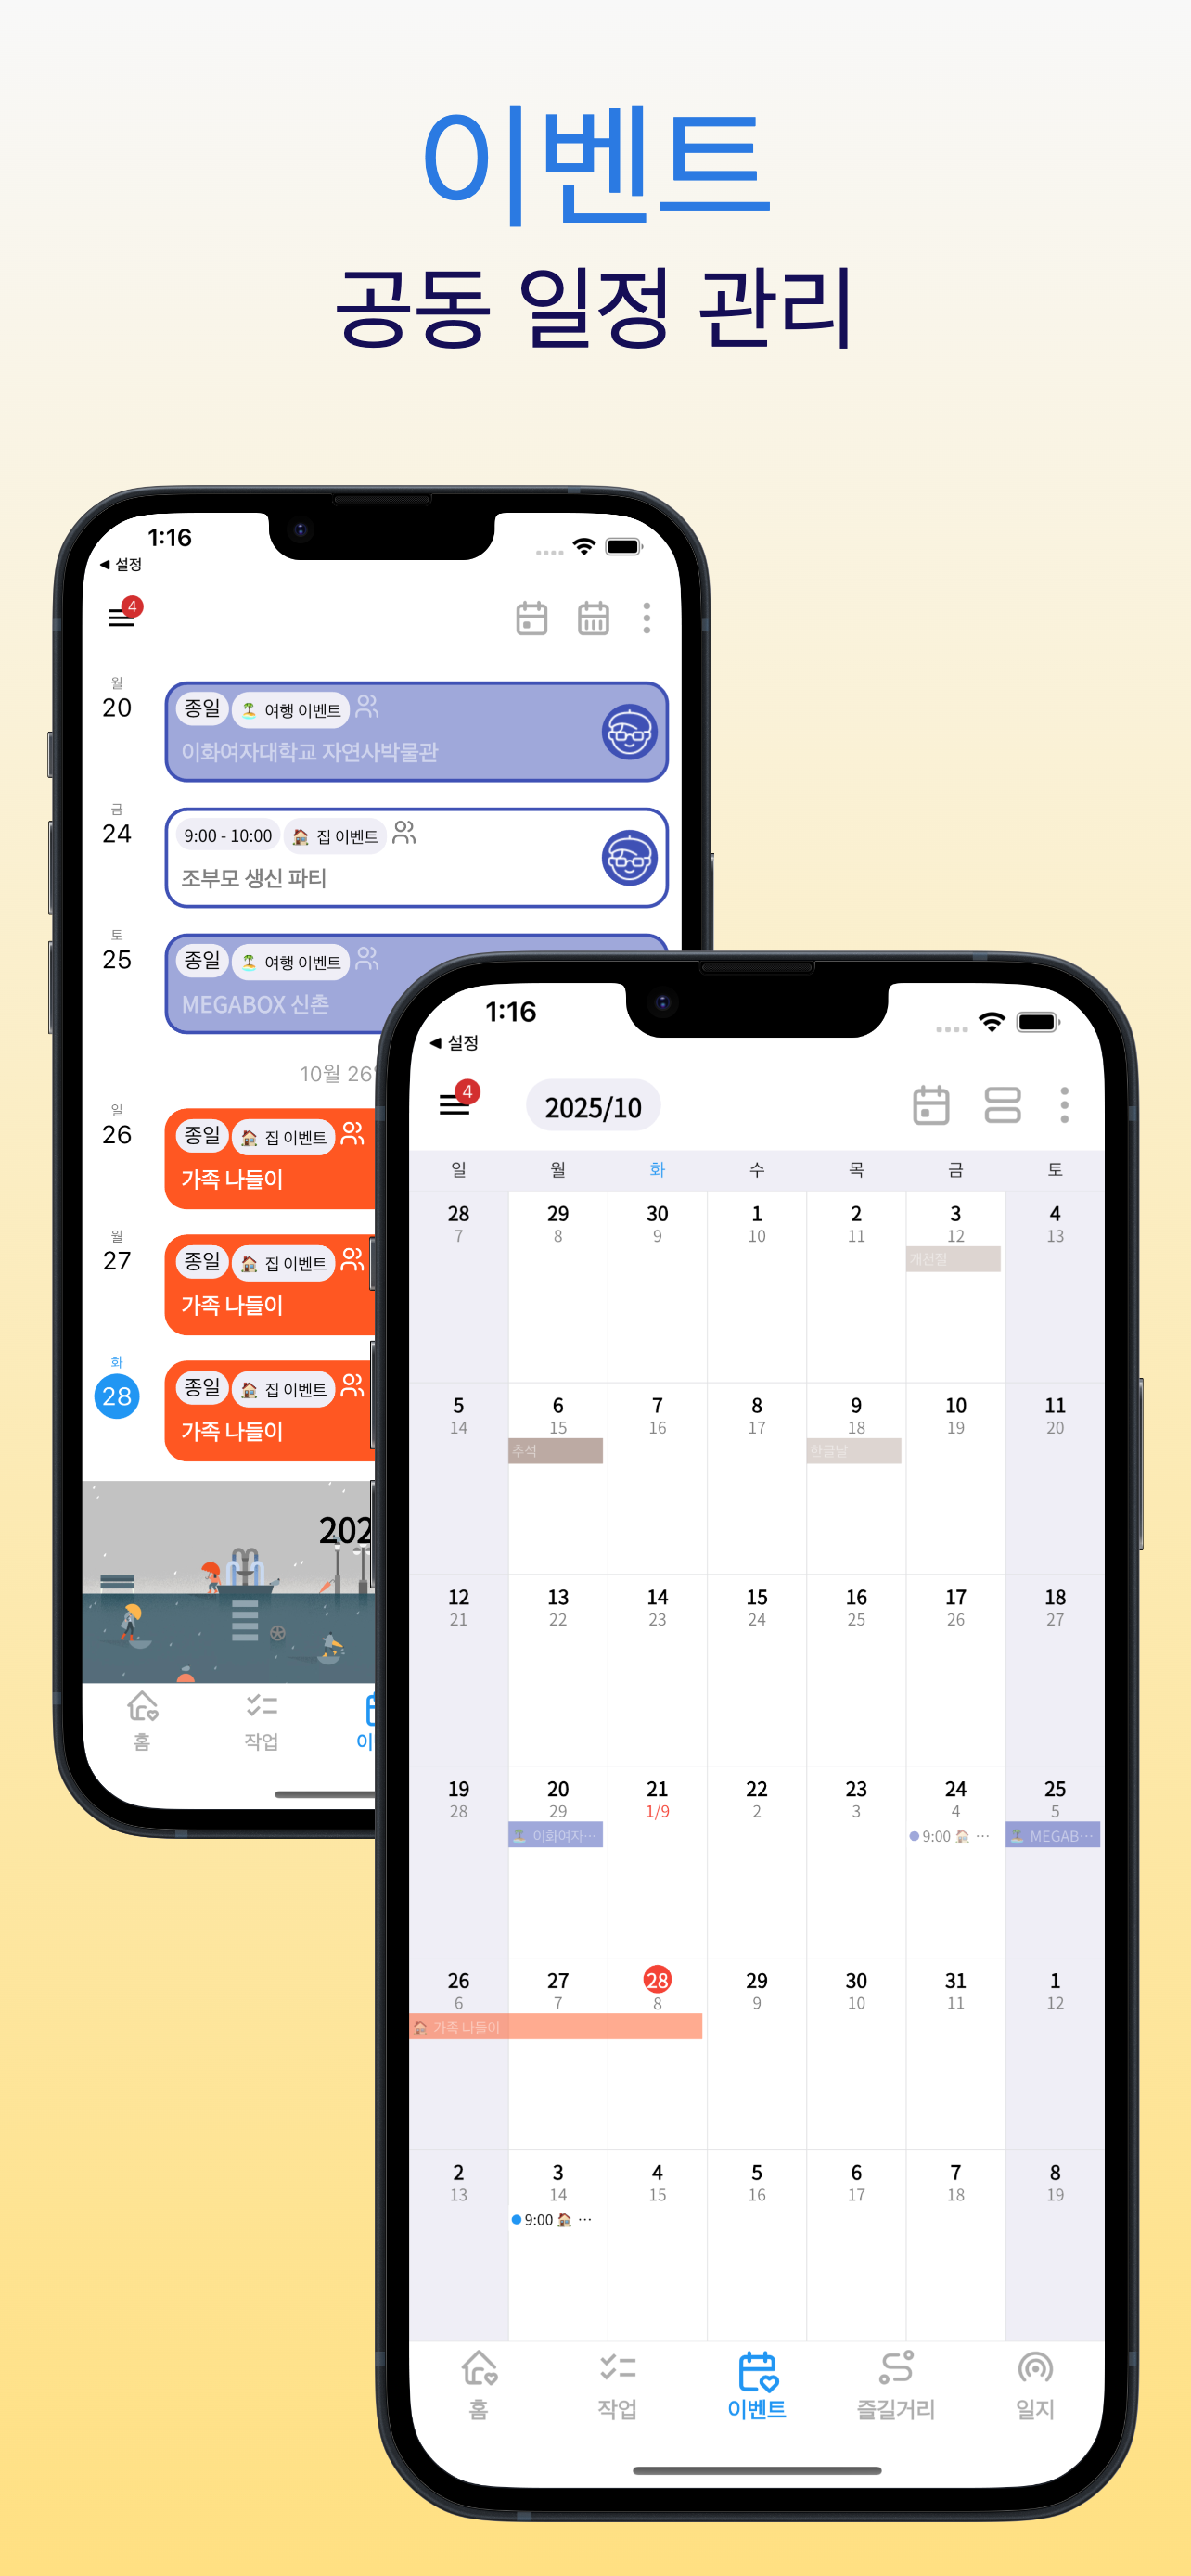 이벤트
공동 일정 관리
1:16
◀ 설정
4
월
20
종일 여행 이벤트
이화여자대학교 자연사박물관
금
24
9:00 - 10:00 집 이벤트
조부모 생신 파티
토
25
종일 여행 이벤트
MEGABOX 신촌
10월 26
일
26
종일 집 이벤트
가족 나들이
월
27
종일 집 이벤트
가족 나들이
화
28
종일 집 이벤트
가족 나들이
202
홈 작업 이
1:16
◀ 설정
4 2025/10
일 월 화 수 목 금 토
28 29 30 1 2 3 4
7 8 9 10 11 12 13
개천절
5 6 7 8 9 10 11
14 15 16 17 18 19 20
추석 한글날
12 13 14 15 16 17 18
21 22 23 24 25 26 27
19 20 21 22 23 24 25
28 29 1/9 2 3 4 5
이화여자… 9:00 … MEGAB…
26 27 28 29 30 31 1
6 7 8 9 10 11 12
가족 나들이
2 3 4 5 6 7 8
13 14 15 16 17 18 19
9:00 …
홈 작업 이벤트 즐길거리 일지